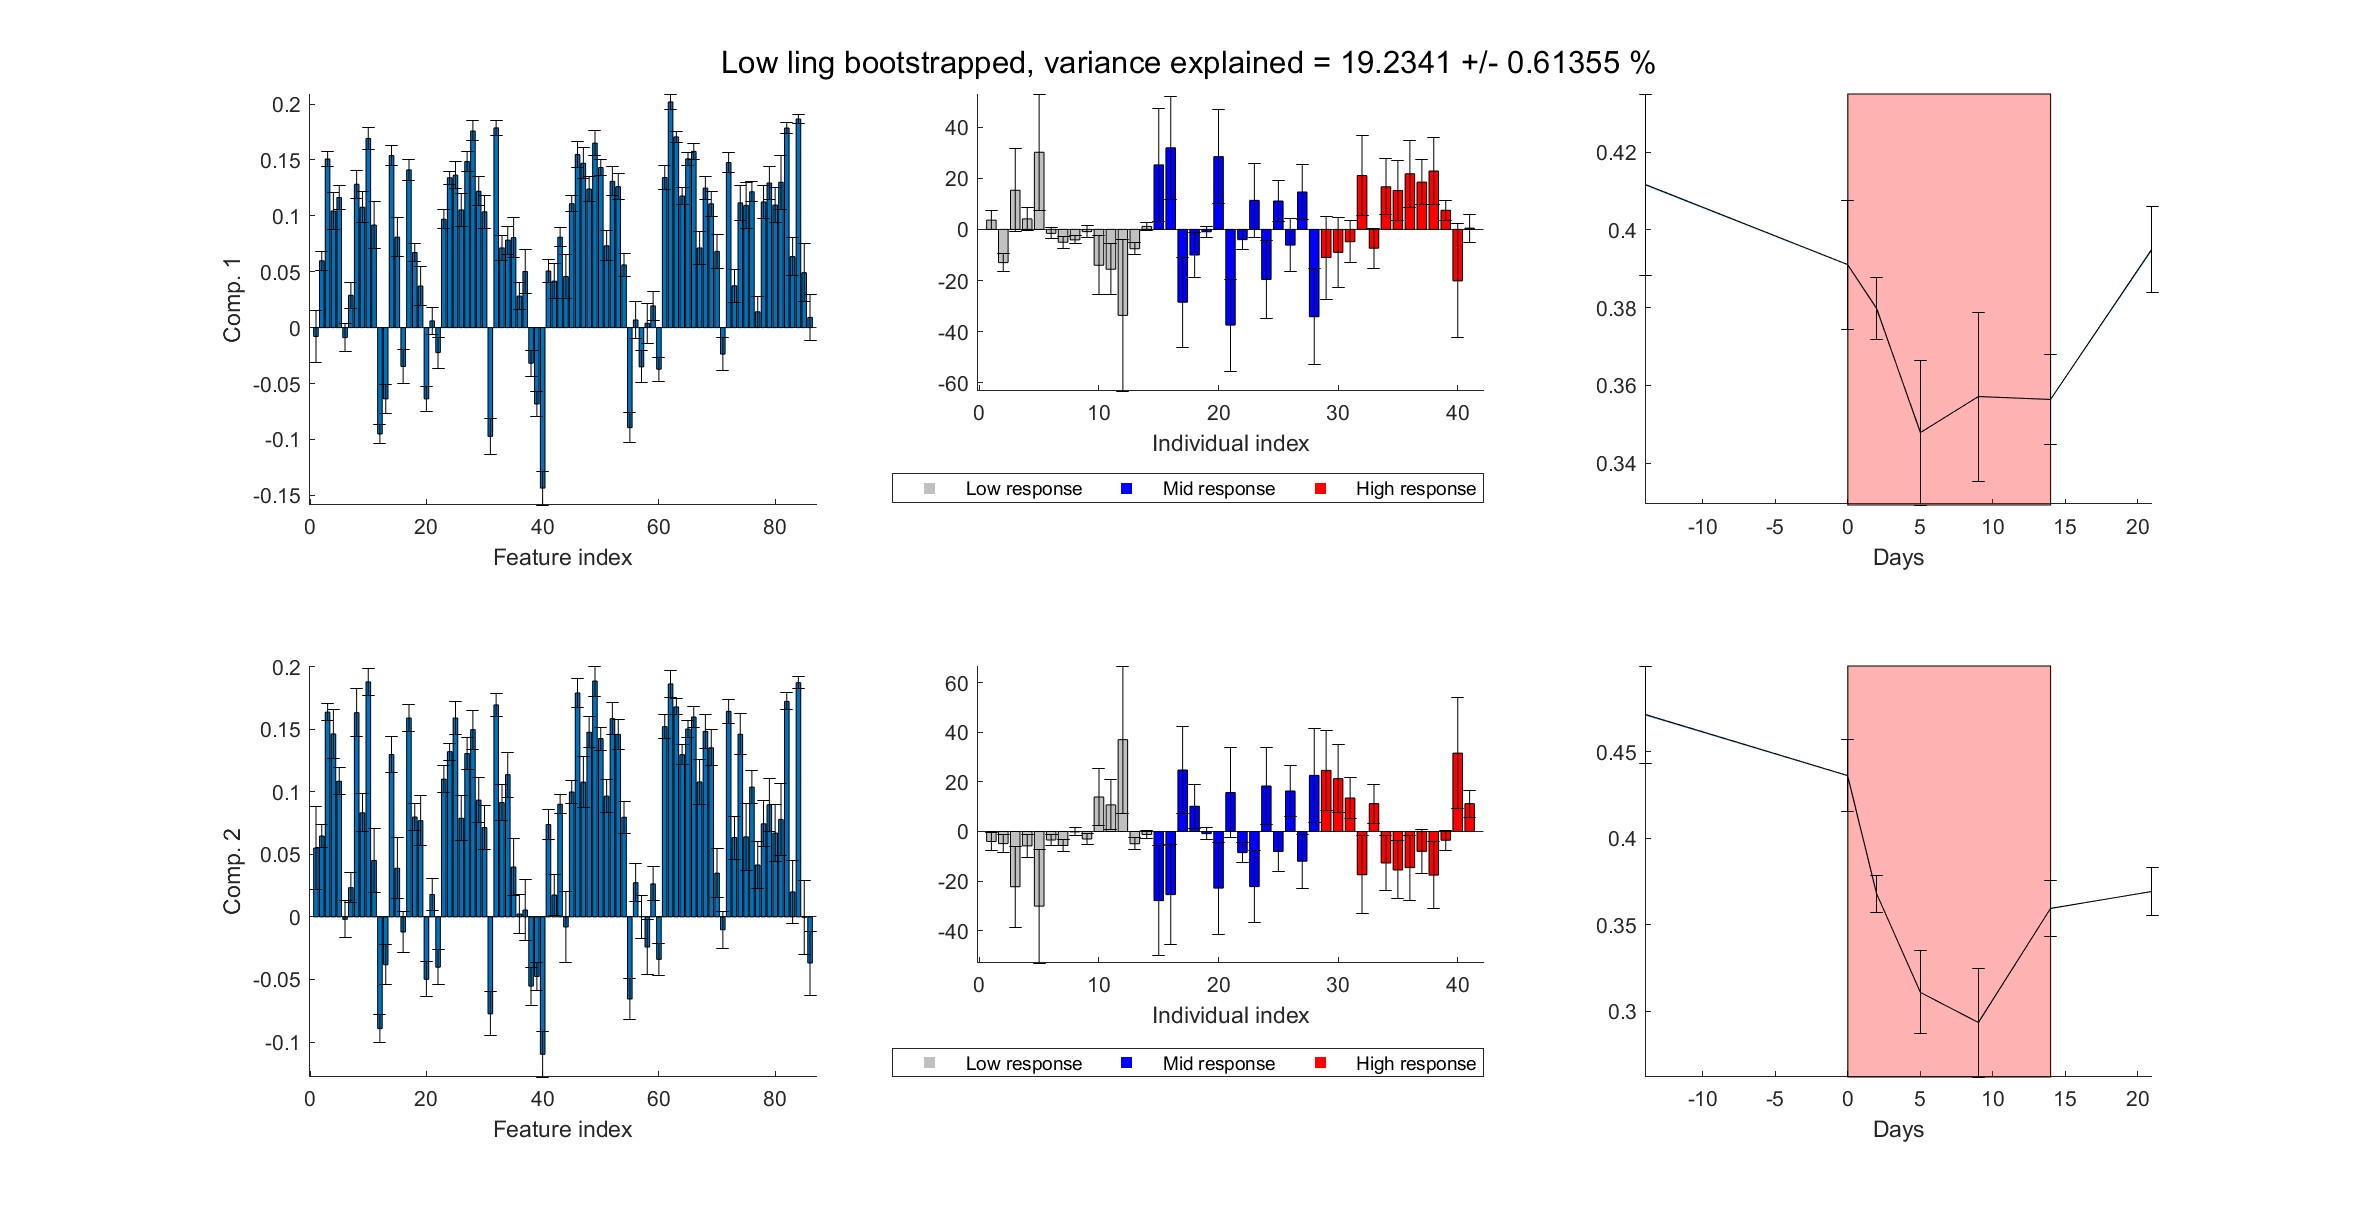 Low ling bootstrapped, variance explained = 19.2341 +/- 0.61355 %
Comp. 1
0.2
0.15
0.1
0.05
0
-0.05
-0.1
-0.15
0 20 40 60 80
Feature index
40
20
0
-20
-40
-60
0 10 20 30 40
Individual index
Low response Mid response High response
0.42
0.4
0.38
0.36
0.34
-10 -5 0 5 10 15 20
Days
Comp. 2
0.2
0.15
0.1
0.05
0
-0.05
-0.1
0 20 40 60 80
Feature index
60
40
20
0
-20
-40
0 10 20 30 40
Individual index
Low response Mid response High response
0.45
0.4
0.35
0.3
-10 -5 0 5 10 15 20
Days